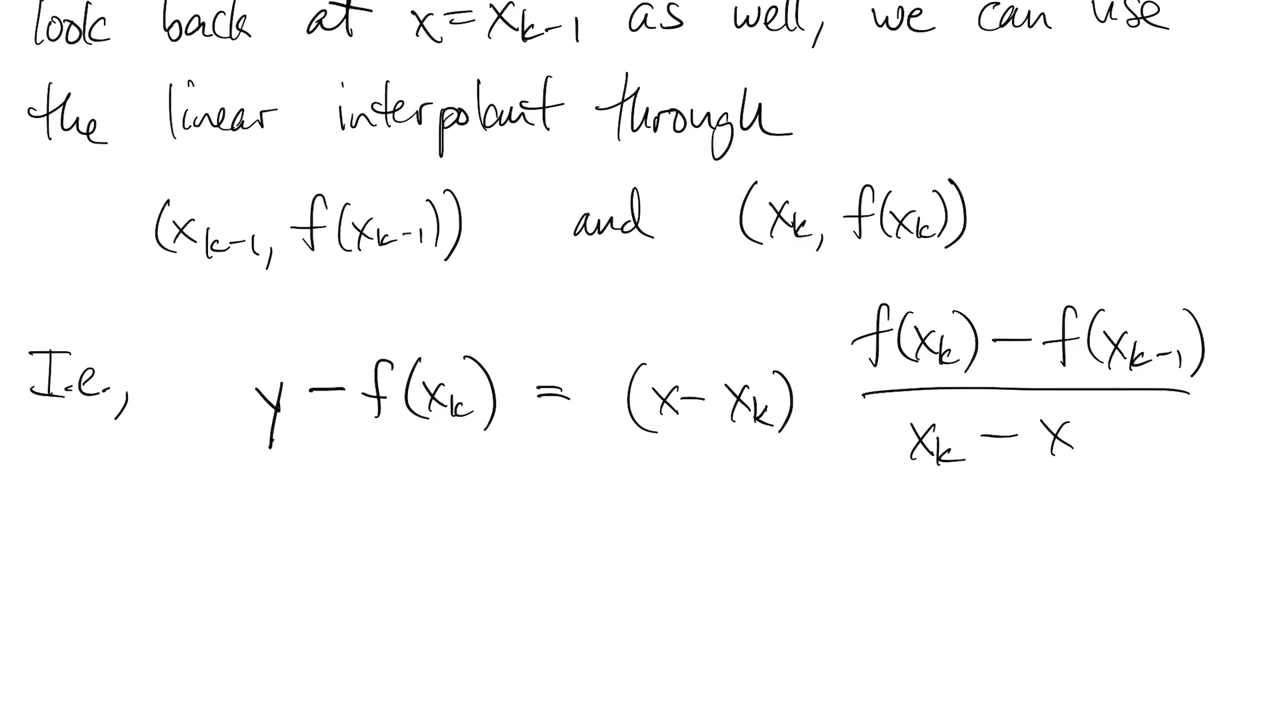 look back at x = x_{k-1} as well, we can use
the linear interpolant through
(x_{k-1}, f(x_{k-1})) and (x_k, f(x_k))
I.e., y - f(x_k) = (x - x_k) \frac{f(x_k) - f(x_{k-1})}{x_k - x}